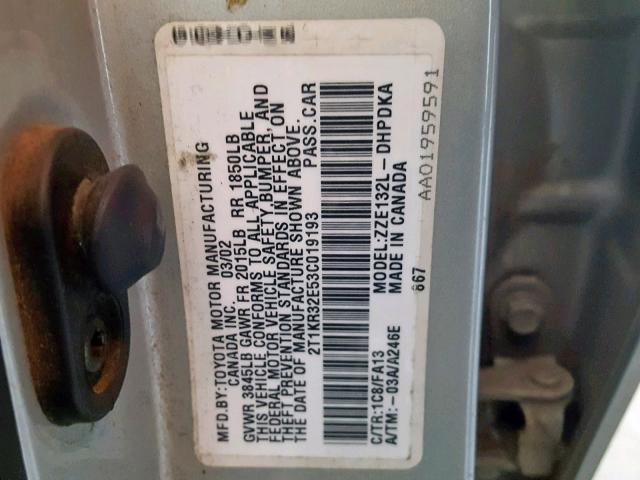 MFD.BY:TOYOTA MOTOR MANUFACTURING
CANADA INC. 03/02
GVWR 3845LB GAWR FR 2015LB RR 1850LB
THIS VEHICLE CONFORMS TO ALL APPLICABLE
FEDERAL MOTOR VEHICLE SAFETY BUMPER, AND
THEFT PREVENTION STANDARDS IN EFFECT ON
THE DATE OF MANUFACTURE SHOWN ABOVE.
2T1KR32E53C019193 PASS.CAR
C/TR:1C8/FA13 MODEL:ZZE132L-DHPDKA
A/TM:-03A/A246E MADE IN CANADA
667 AA01959591